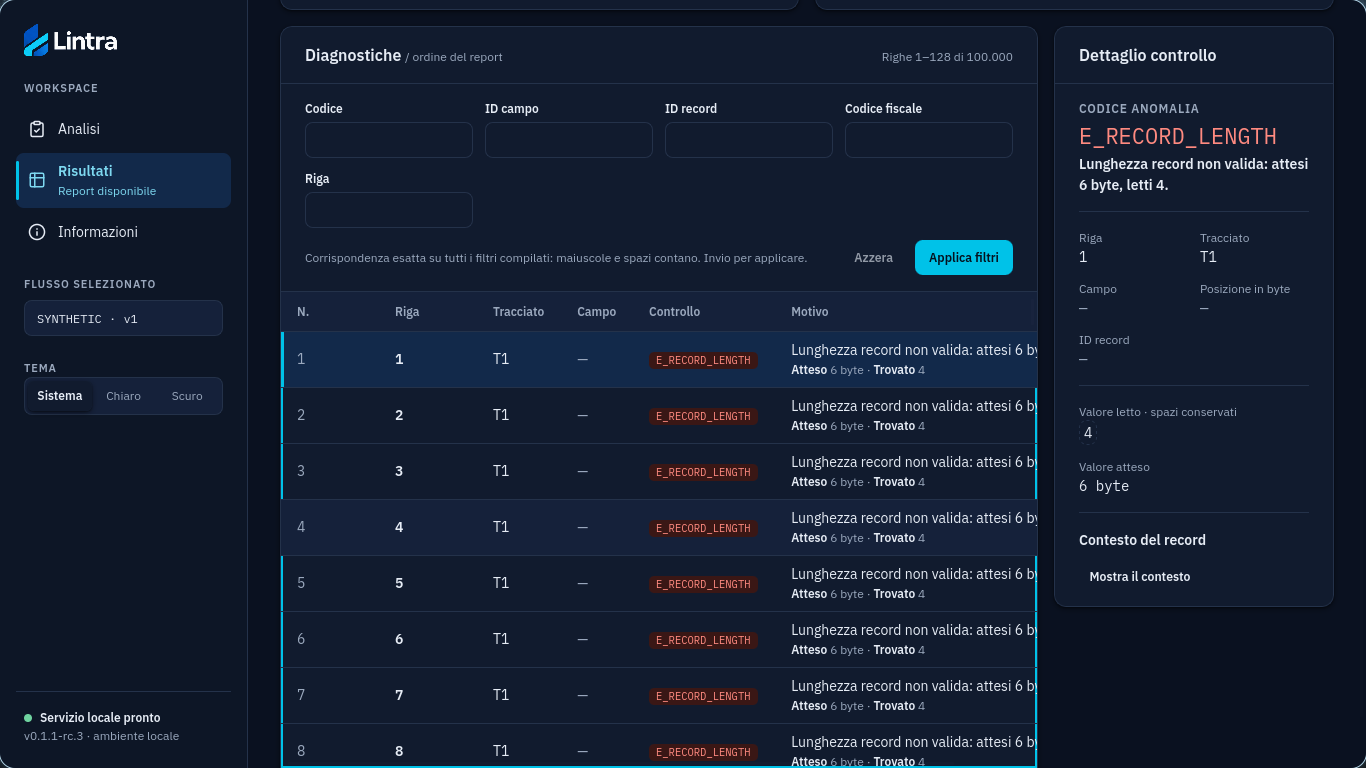 Lintra
WORKSPACE
Analisi
Risultati
Report disponibile
Informazioni
FLUSSO SELEZIONATO
SYNTHETIC · v1
TEMA
Sistema Chiaro Scuro
Servizio locale pronto
v0.1.1-rc.3 · ambiente locale
Diagnostiche / ordine del report Righe 1–128 di 100.000
Codice ID campo ID record Codice fiscale
Riga
Corrispondenza esatta su tutti i filtri compilati: maiuscole e spazi contano. Invio per applicare. Azzera Applica filtri
N. Riga Tracciato Campo Controllo Motivo
1 1 T1 — E_RECORD_LENGTH Lunghezza record non valida: attesi 6 by
Atteso 6 byte · Trovato 4
2 2 T1 — E_RECORD_LENGTH Lunghezza record non valida: attesi 6 by
Atteso 6 byte · Trovato 4
3 3 T1 — E_RECORD_LENGTH Lunghezza record non valida: attesi 6 by
Atteso 6 byte · Trovato 4
4 4 T1 — E_RECORD_LENGTH Lunghezza record non valida: attesi 6 by
Atteso 6 byte · Trovato 4
5 5 T1 — E_RECORD_LENGTH Lunghezza record non valida: attesi 6 by
Atteso 6 byte · Trovato 4
6 6 T1 — E_RECORD_LENGTH Lunghezza record non valida: attesi 6 by
Atteso 6 byte · Trovato 4
7 7 T1 — E_RECORD_LENGTH Lunghezza record non valida: attesi 6 by
Atteso 6 byte · Trovato 4
8 8 T1 — E_RECORD_LENGTH Lunghezza record non valida: attesi 6 by
Atteso 6 byte · Trovato 4
Dettaglio controllo
CODICE ANOMALIA
E_RECORD_LENGTH
Lunghezza record non valida: attesi
6 byte, letti 4.
Riga Tracciato
1 T1
Campo Posizione in byte
— —
ID record
—
Valore letto · spazi conservati
4
Valore atteso
6 byte
Contesto del record
Mostra il contesto